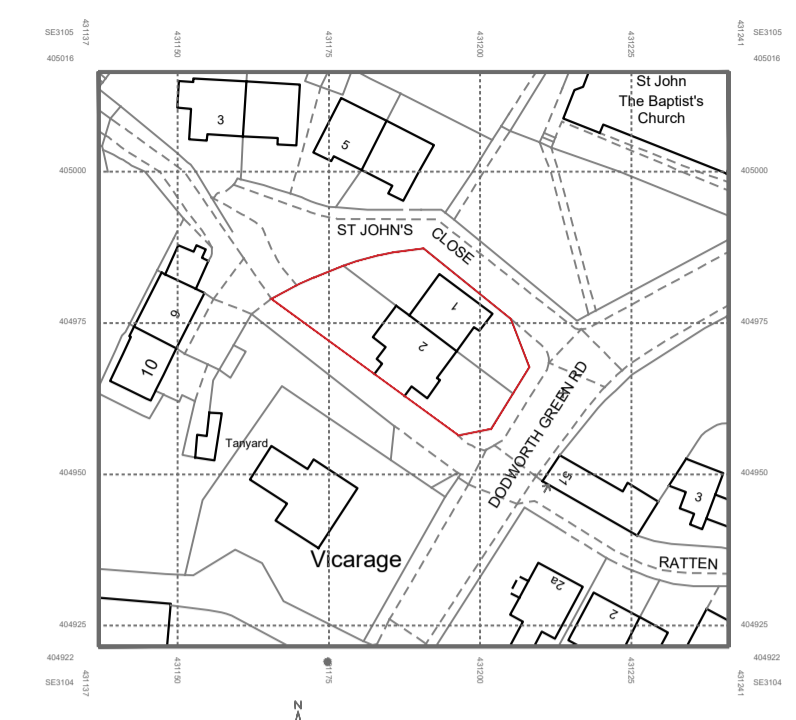 431137
431150
431175
431200
431225
431241
SE3105
SE3105
405016
405016
St John
The Baptist's
Church
3
5
405000
405000
ST JOHN'S
CLOSE
1
2
9
10
404975
404975
DODWORTH GREEN RD
Tanyard
404950
404950
51
3
Vicarage
RATTEN
2a
2
404925
404925
404922
404922
SE3104
SE3104
431137
431150
431175
431200
431225
431241
N